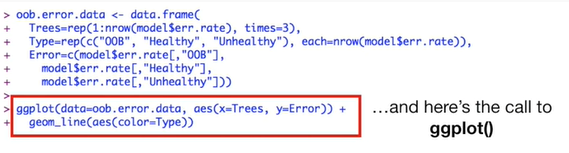 > oob.error.data <- data.frame(
+ Trees=rep(1:nrow(model$err.rate), times=3),
+ Type=rep(c("OOB", "Healthy", "Unhealthy"), each=nrow(model$err.rate)),
+ Error=c(model$err.rate[,"OOB"],
+ model$err.rate[,"Healthy"],
+ model$err.rate[,"Unhealthy"]))
>
> ggplot(data=oob.error.data, aes(x=Trees, y=Error)) +
+ geom_line(aes(color=Type))
...and here's the call to
ggplot()